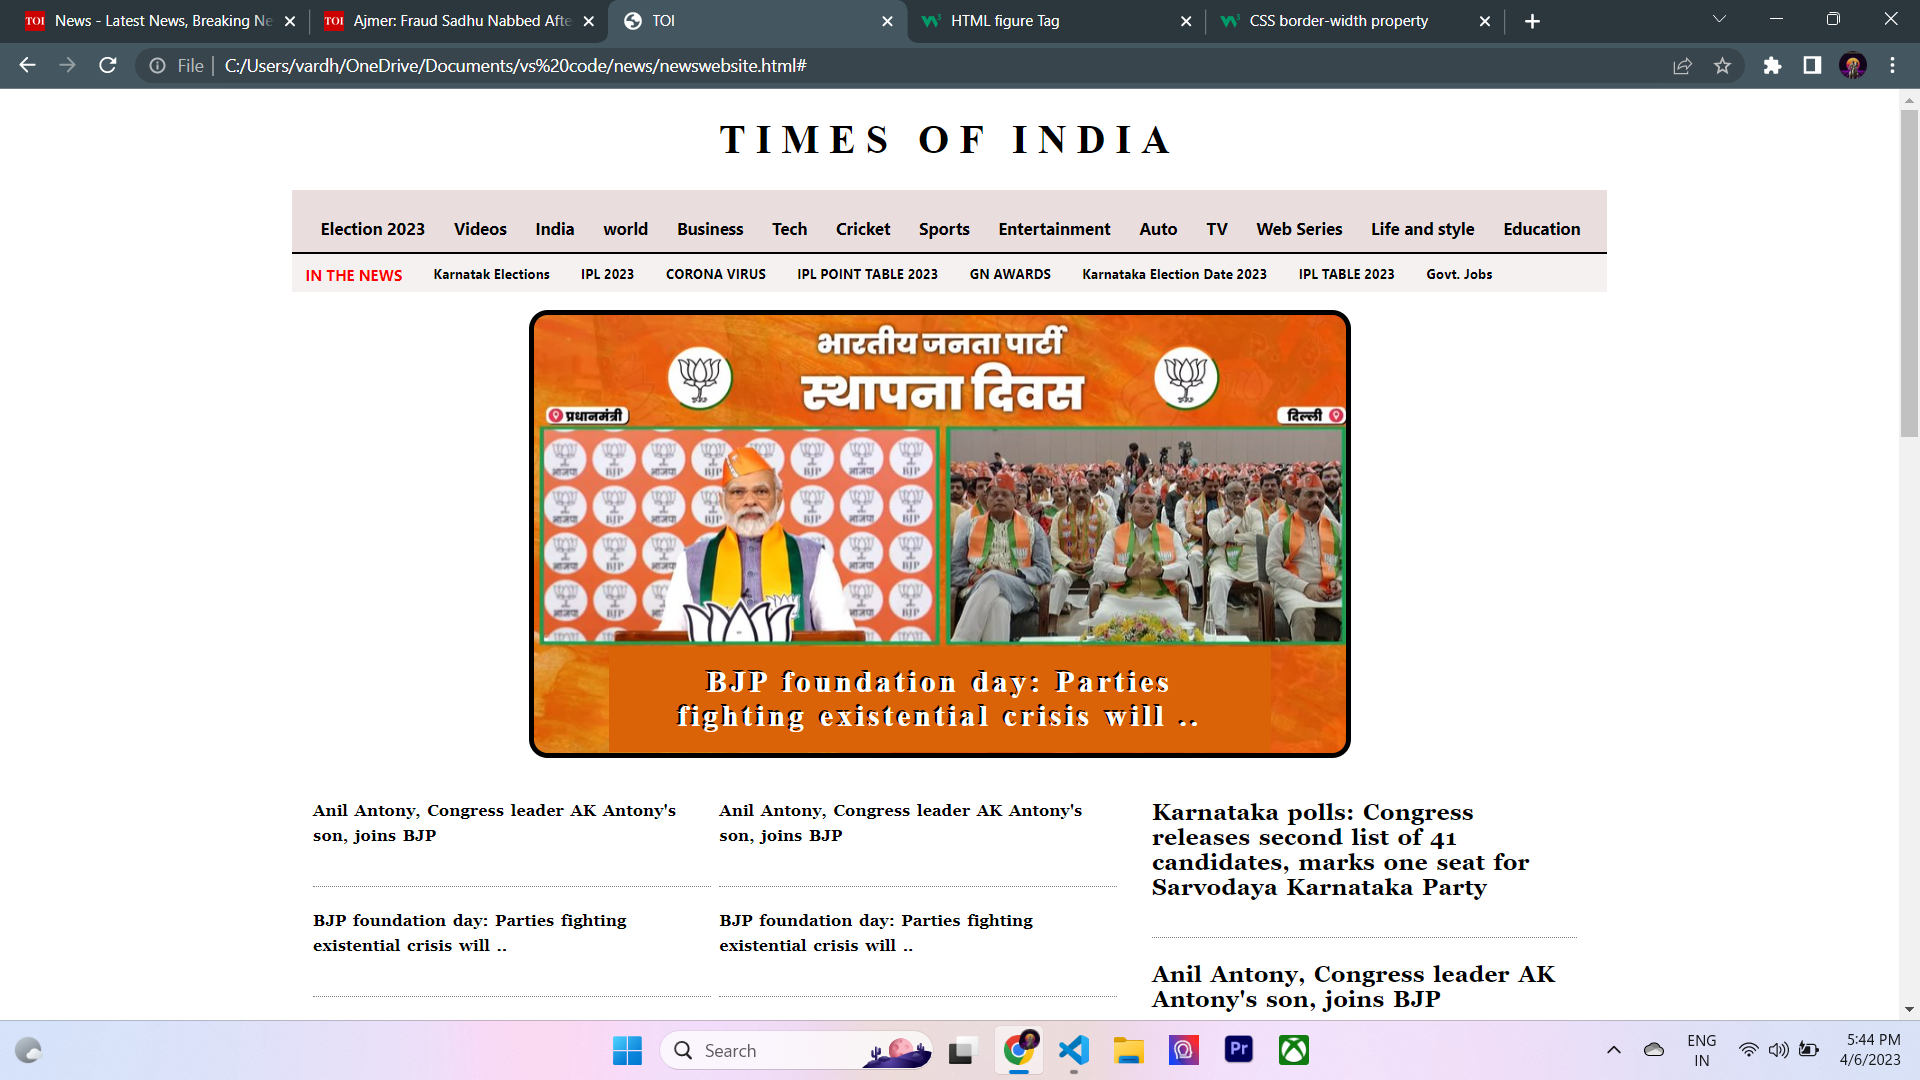 News - Latest News, Breaking Ne
Ajmer: Fraud Sadhu Nabbed Afte
TOI
HTML figure Tag
CSS border-width property
File
C:/Users/vardh/OneDrive/Documents/vs%20code/news/newswebsite.html#
TIMES OF INDIA
Election 2023 Videos India world Business Tech Cricket Sports Entertainment Auto TV Web Series Life and style Education
IN THE NEWS Karnatak Elections IPL 2023 CORONA VIRUS IPL POINT TABLE 2023 GN AWARDS Karnataka Election Date 2023 IPL TABLE 2023 Govt. Jobs
भारतीय जनता पार्टी
स्थापना दिवस
प्रधानमंत्री
दिल्ली
BJP foundation day: Parties
fighting existential crisis will ..
Anil Antony, Congress leader AK Antony's
son, joins BJP
BJP foundation day: Parties fighting
existential crisis will ..
Anil Antony, Congress leader AK Antony's
son, joins BJP
BJP foundation day: Parties fighting
existential crisis will ..
Karnataka polls: Congress
releases second list of 41
candidates, marks one seat for
Sarvodaya Karnataka Party
Anil Antony, Congress leader AK
Antony's son, joins BJP
Search
Pr
ENG
IN
5:44 PM
4/6/2023